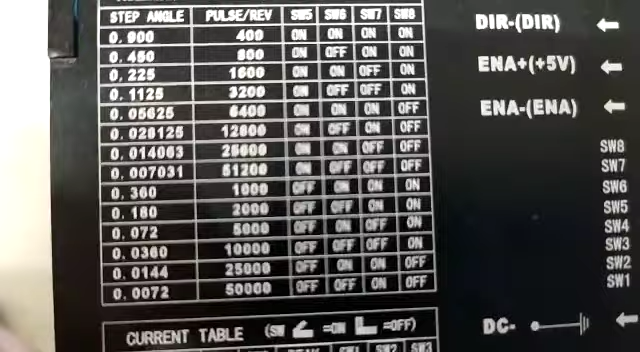 STEP ANGLE PULSE/REV SW5 SW6 SW7 SW8
0.900 400 ON ON ON ON
0.450 800 ON OFF ON ON
0.225 1600 ON ON OFF ON
0.1125 3200 ON OFF OFF ON
0.05625 6400 ON ON ON OFF
0.028125 12800 ON OFF ON OFF
0.014063 25600 ON ON OFF OFF
0.007031 51200 ON OFF OFF OFF
0.360 1000 OFF ON ON ON
0.180 2000 OFF OFF ON ON
0.072 5000 OFF ON OFF ON
0.0360 10000 OFF OFF OFF ON
0.0144 25000 OFF ON ON OFF
0.0072 50000 OFF OFF ON OFF
CURRENT TABLE (SW =ON =OFF)
PEAK SW1 SW2 SW3
DIR-(DIR)
ENA+(+5V)
ENA-(ENA)
SW8
SW7
SW6
SW5
SW4
SW3
SW2
SW1
DC-